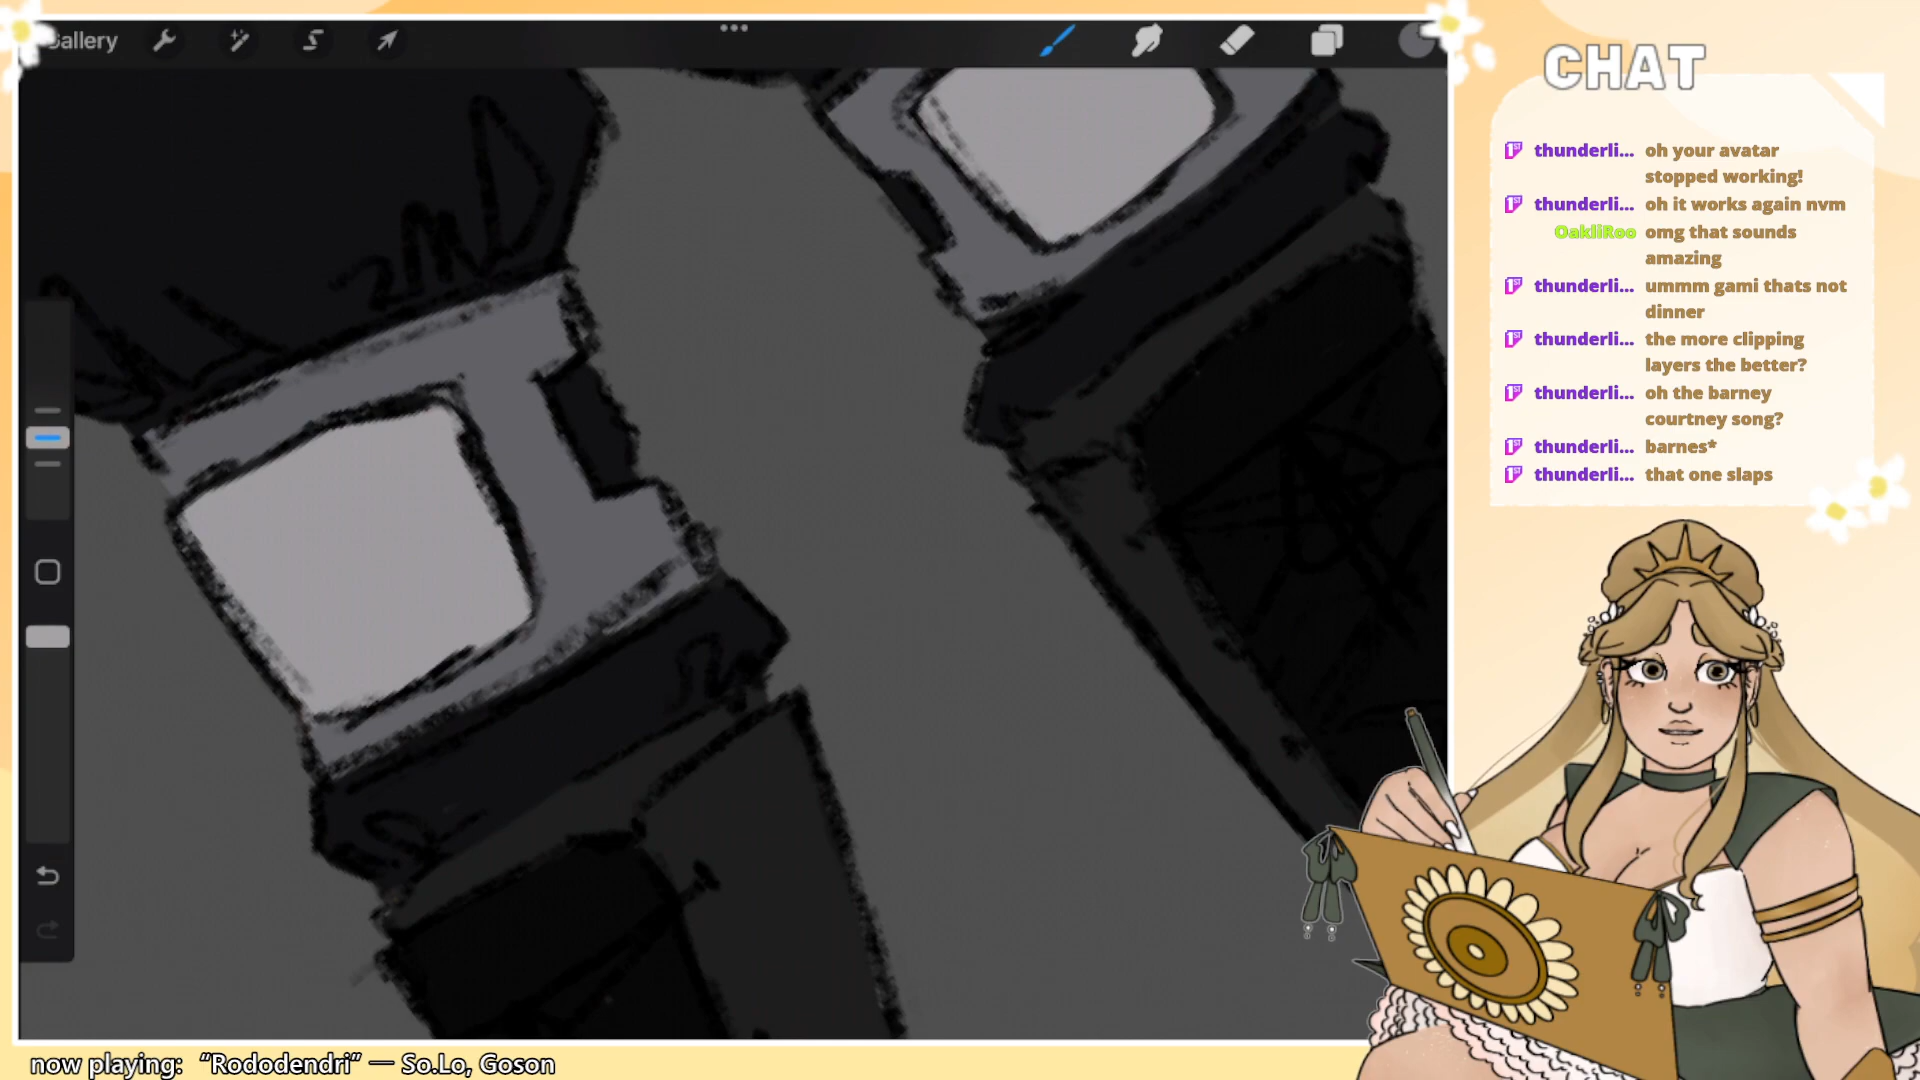 Gallery
CHAT
thunderli... oh your avatar
stopped working!
thunderli... oh it works again nvm
OakliRoo omg that sounds
amazing
thunderli... ummm gami thats not
dinner
thunderli... the more clipping
layers the better?
thunderli... oh the barney
courtney song?
thunderli... barnes*
thunderli... that one slaps
now playing: “Rododendri” — So.Lo, Goson